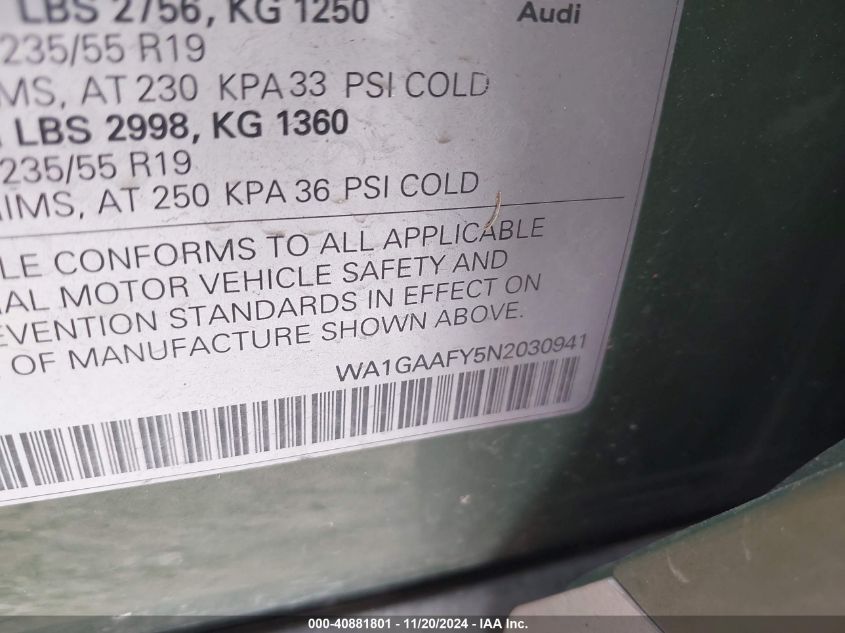 LBS 2756, KG 1250
Audi
235/55 R19
MS, AT 230 KPA 33 PSI COLD
LBS 2998, KG 1360
235/55 R19
IMS, AT 250 KPA 36 PSI COLD
LE CONFORMS TO ALL APPLICABLE
AL MOTOR VEHICLE SAFETY AND
EVENTION STANDARDS IN EFFECT ON
OF MANUFACTURE SHOWN ABOVE.
WA1GAAFY5N2030941
000-40881801 - 11/20/2024 - IAA Inc.